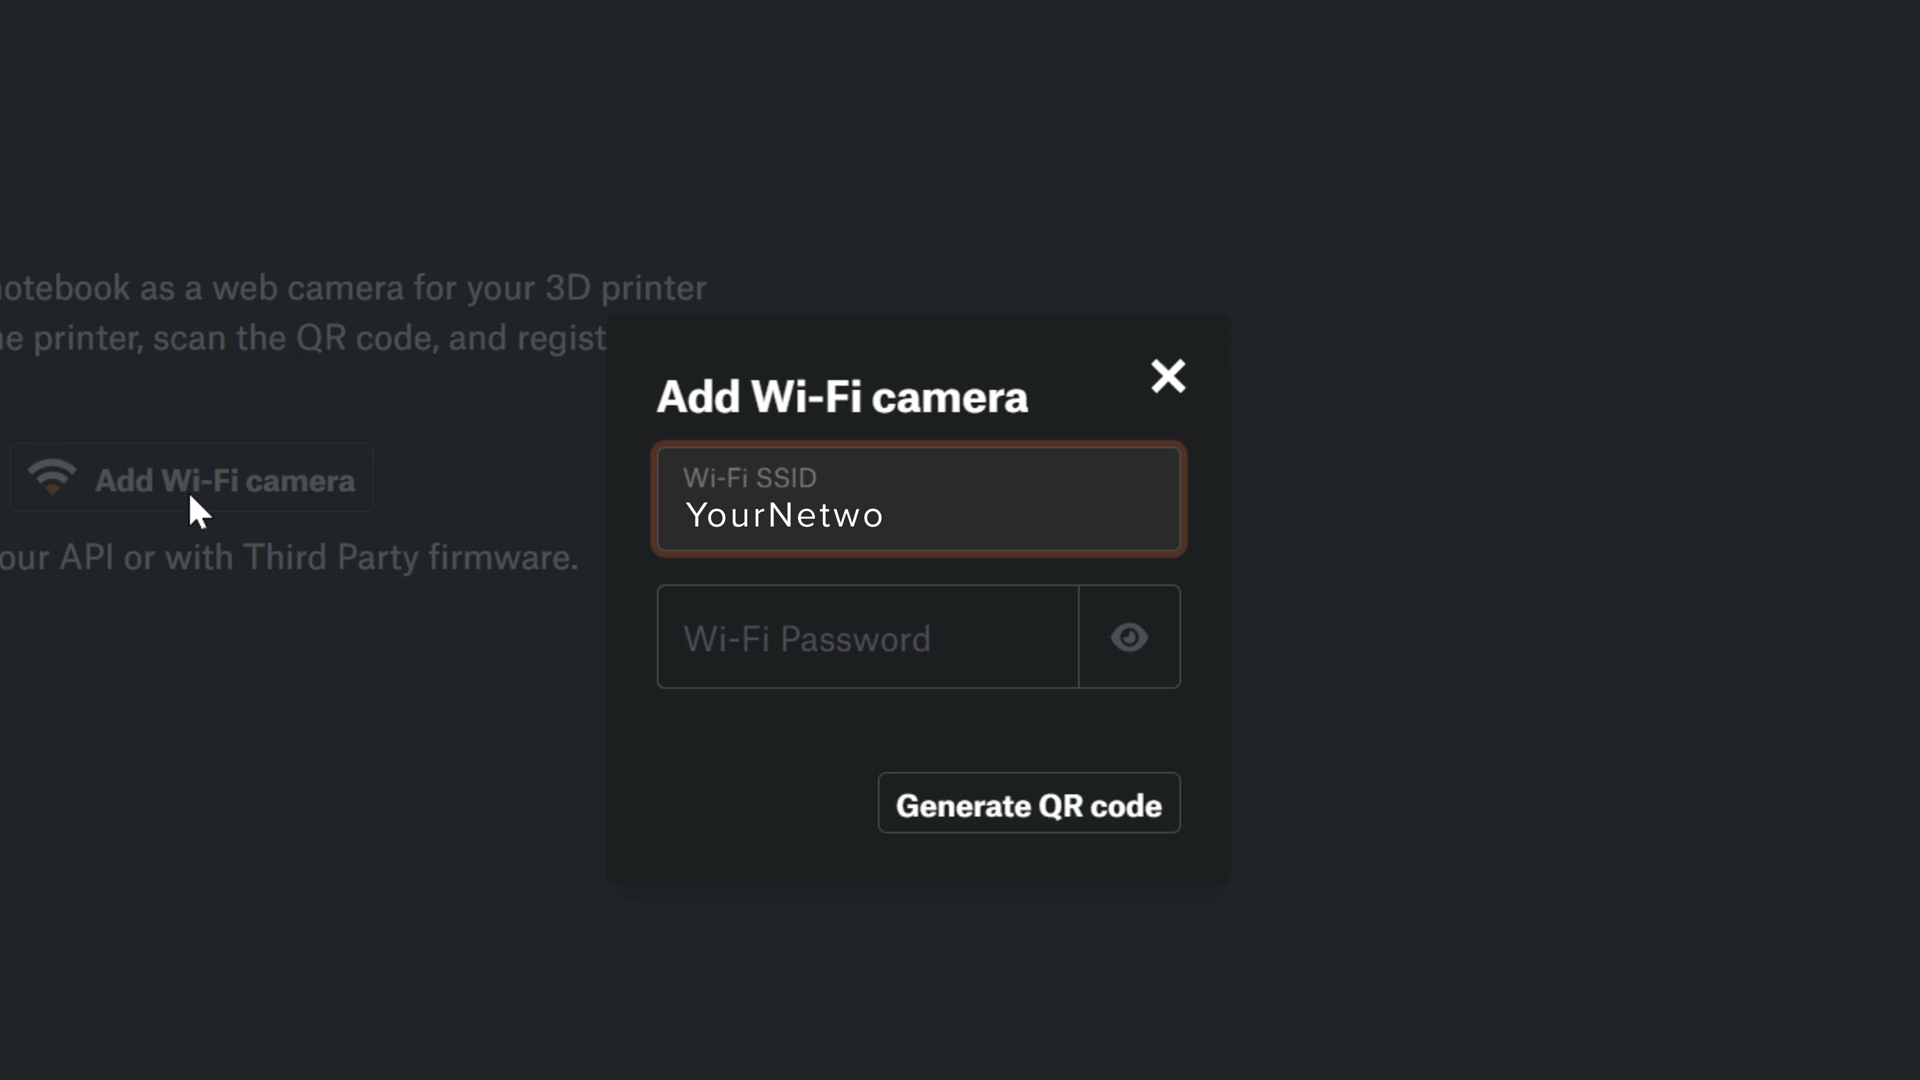 notebook as a web camera for your 3D printer
he printer, scan the QR code, and regist
Add Wi-Fi camera
our API or with Third Party firmware.
Add Wi-Fi camera
Wi-Fi SSID
YourNetwo
Wi-Fi Password
Generate QR code